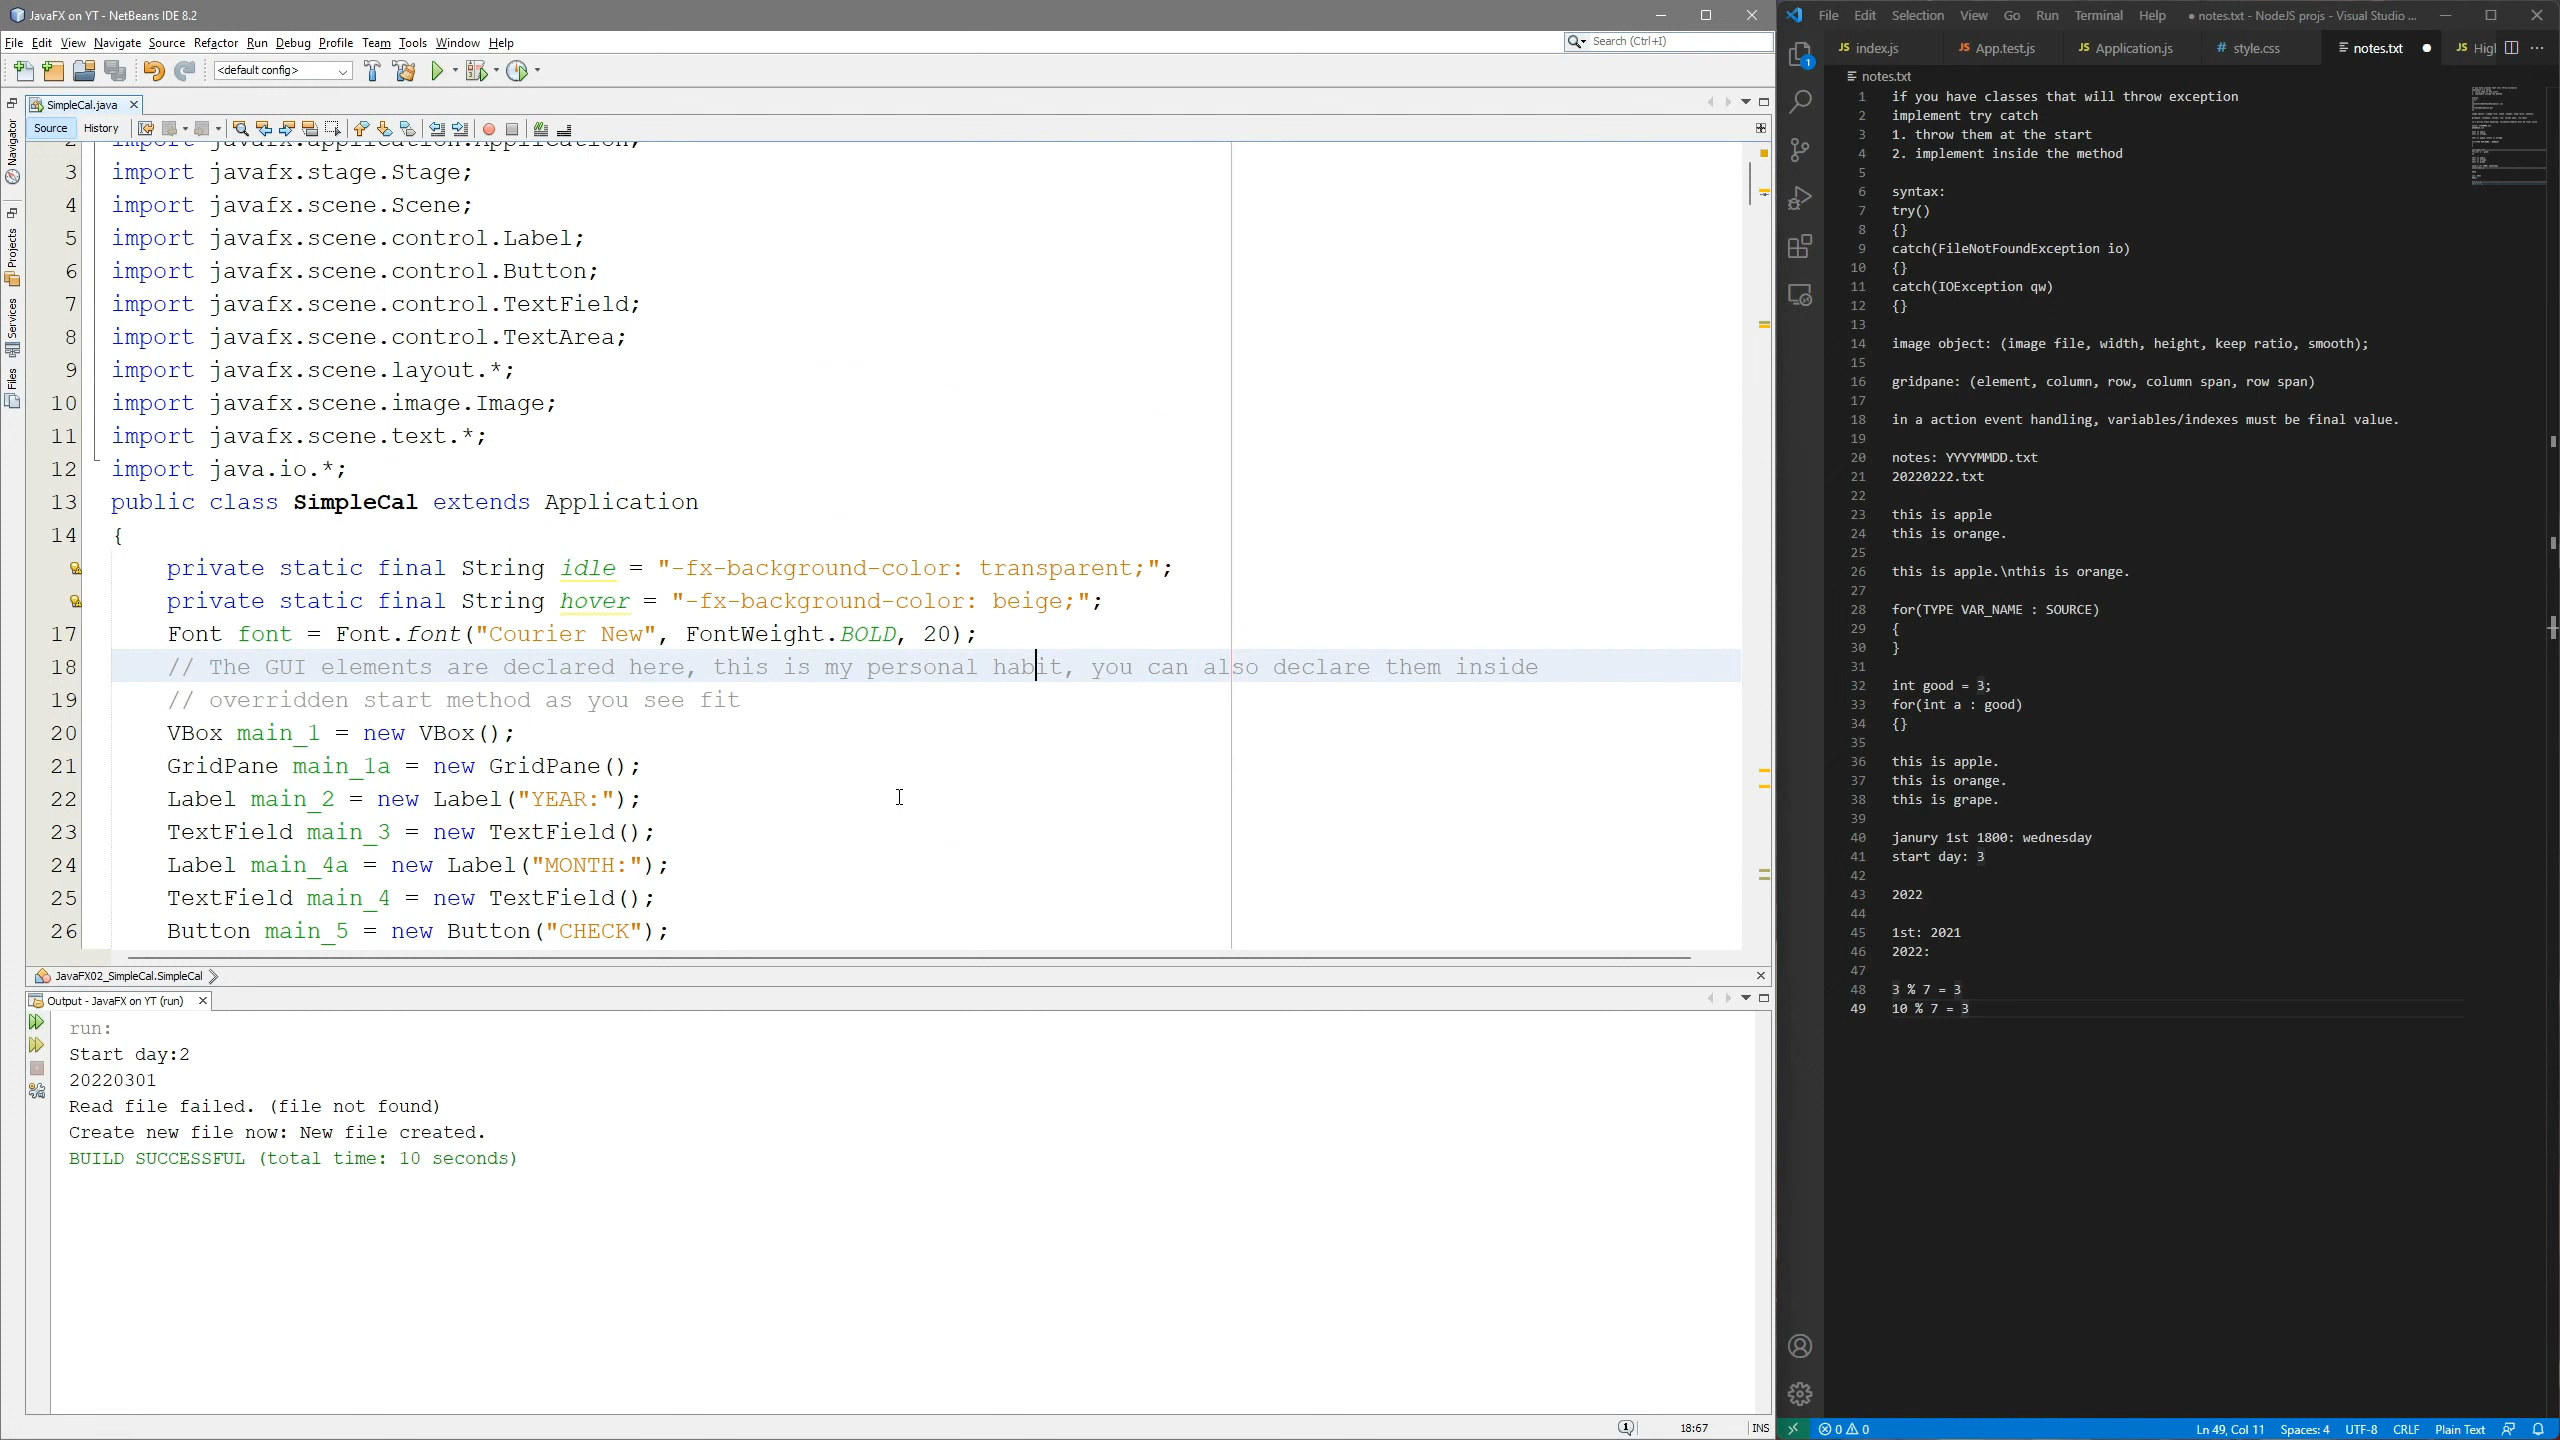 JavaFX on YT - NetBeans IDE 8.2
File Edit View Navigate Source Refactor Run Debug Profile Team Tools Window Help
Search (Ctrl+I)
<default config>
SimpleCal.java
Source History
Navigator
Projects
Services
Files
import javafx.application.Application;
3 import javafx.stage.Stage;
4 import javafx.scene.Scene;
5 import javafx.scene.control.Label;
6 import javafx.scene.control.Button;
7 import javafx.scene.control.TextField;
8 import javafx.scene.control.TextArea;
9 import javafx.scene.layout.*;
10 import javafx.scene.image.Image;
11 import javafx.scene.text.*;
12 import java.io.*;
13 public class SimpleCal extends Application
14 {
private static final String idle = "-fx-background-color: transparent;";
private static final String hover = "-fx-background-color: beige;";
17 Font font = Font.font("Courier New", FontWeight.BOLD, 20);
18 // The GUI elements are declared here, this is my personal habit, you can also declare them inside
19 // overridden start method as you see fit
20 VBox main_1 = new VBox();
21 GridPane main_1a = new GridPane();
22 Label main_2 = new Label("YEAR:");
23 TextField main_3 = new TextField();
24 Label main_4a = new Label("MONTH:");
25 TextField main_4 = new TextField();
26 Button main_5 = new Button("CHECK");
JavaFX02_SimpleCal.SimpleCal
Output - JavaFX on YT (run)
run:
Start day:2
20220301
Read file failed. (file not found)
Create new file now: New file created.
BUILD SUCCESSFUL (total time: 10 seconds)
1 18:67 INS
File Edit Selection View Go Run Terminal Help ● notes.txt - NodeJS projs - Visual Studio ...
JS index.js JS App.test.js JS Application.js # style.css notes.txt JS Higl
1
notes.txt
1 if you have classes that will throw exception
2 implement try catch
3 1. throw them at the start
4 2. implement inside the method
5
6 syntax:
7 try()
8 {}
9 catch(FileNotFoundException io)
10 {}
11 catch(IOException qw)
12 {}
13
14 image object: (image file, width, height, keep ratio, smooth);
15
16 gridpane: (element, column, row, column span, row span)
17
18 in a action event handling, variables/indexes must be final value.
19
20 notes: YYYYMMDD.txt
21 20220222.txt
22
23 this is apple
24 this is orange.
25
26 this is apple.\nthis is orange.
27
28 for(TYPE VAR_NAME : SOURCE)
29 {
30 }
31
32 int good = 3;
33 for(int a : good)
34 {}
35
36 this is apple.
37 this is orange.
38 this is grape.
39
40 janury 1st 1800: wednesday
41 start day: 3
42
43 2022
44
45 1st: 2021
46 2022:
47
48 3 % 7 = 3
49 10 % 7 = 3
0 0 Ln 49, Col 11 Spaces: 4 UTF-8 CRLF Plain Text